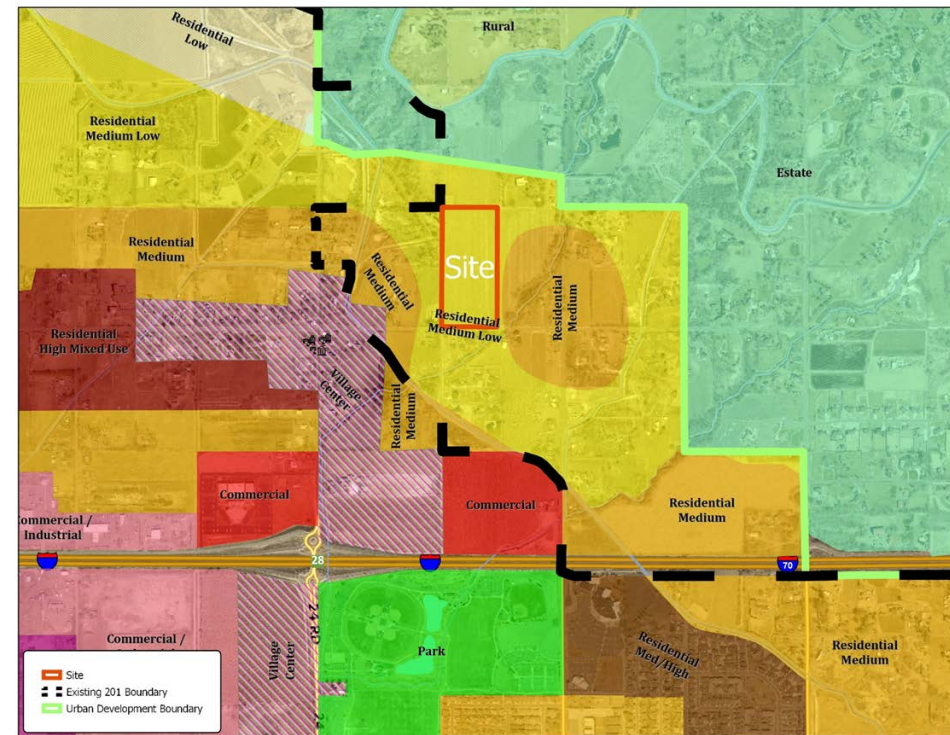 Residential
Low
Rural
Residential
Medium Low
Estate
Residential
Medium
Residential
Medium
Site
Residential
Medium
Residential
Medium Low
Residential
High Mixed Use
Village
Center
Residential
Medium
Commercial
Commercial
Residential
Medium
Commercial /
Industrial
28
70
24 RD
Commercial /
Village
Center
Park
Residential
Med/High
Residential
Medium
Site
Existing 201 Boundary
Urban Development Boundary